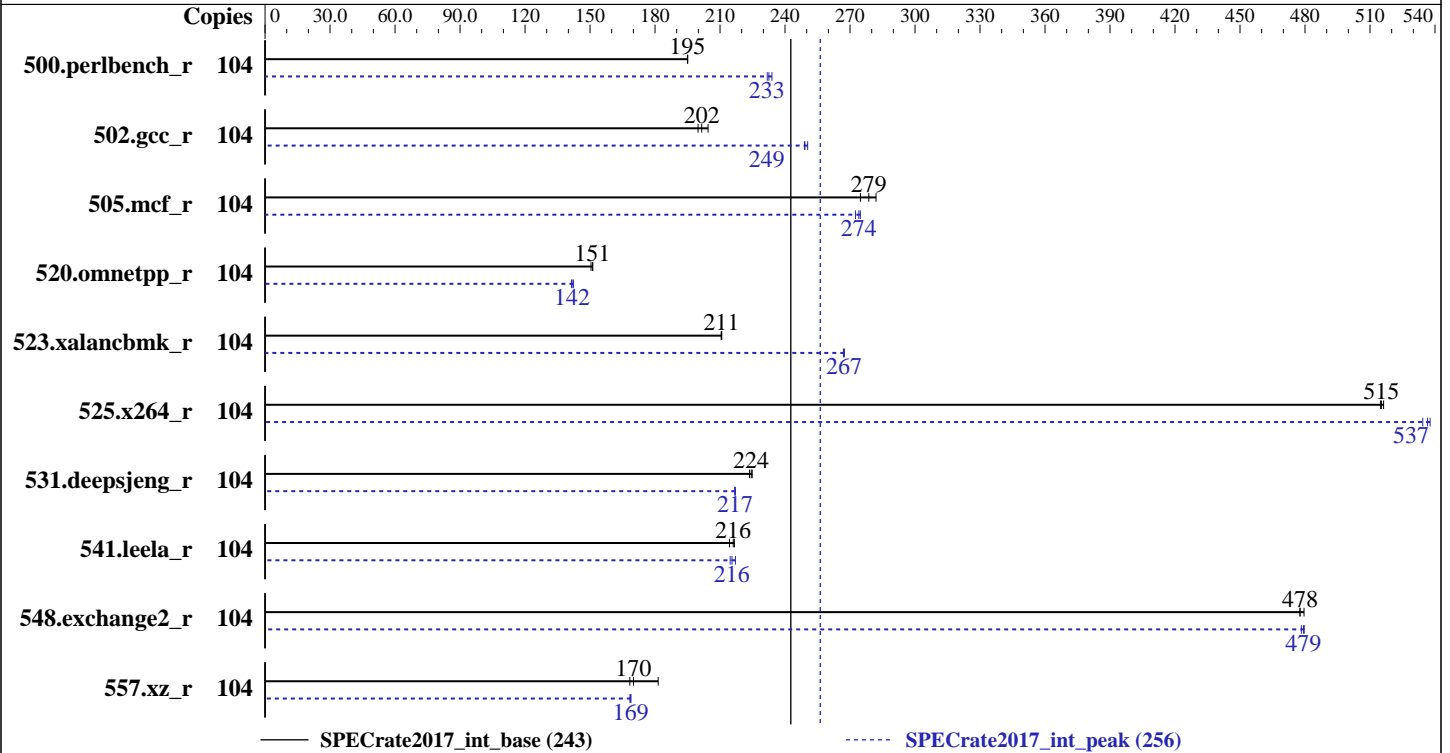 Copies 0 30.0 60.0 90.0 120 150 180 210 240 270 300 330 360 390 420 450 480 510 540
195
500.perlbench_r 104
233
202
502.gcc_r 104
249
279
505.mcf_r 104
274
151
520.omnetpp_r 104
142
211
523.xalancbmk_r 104
267
515
525.x264_r 104
537
224
531.deepsjeng_r 104
217
216
541.leela_r 104
216
478
548.exchange2_r 104
479
170
557.xz_r 104
169
SPECrate2017_int_base (243) SPECrate2017_int_peak (256)